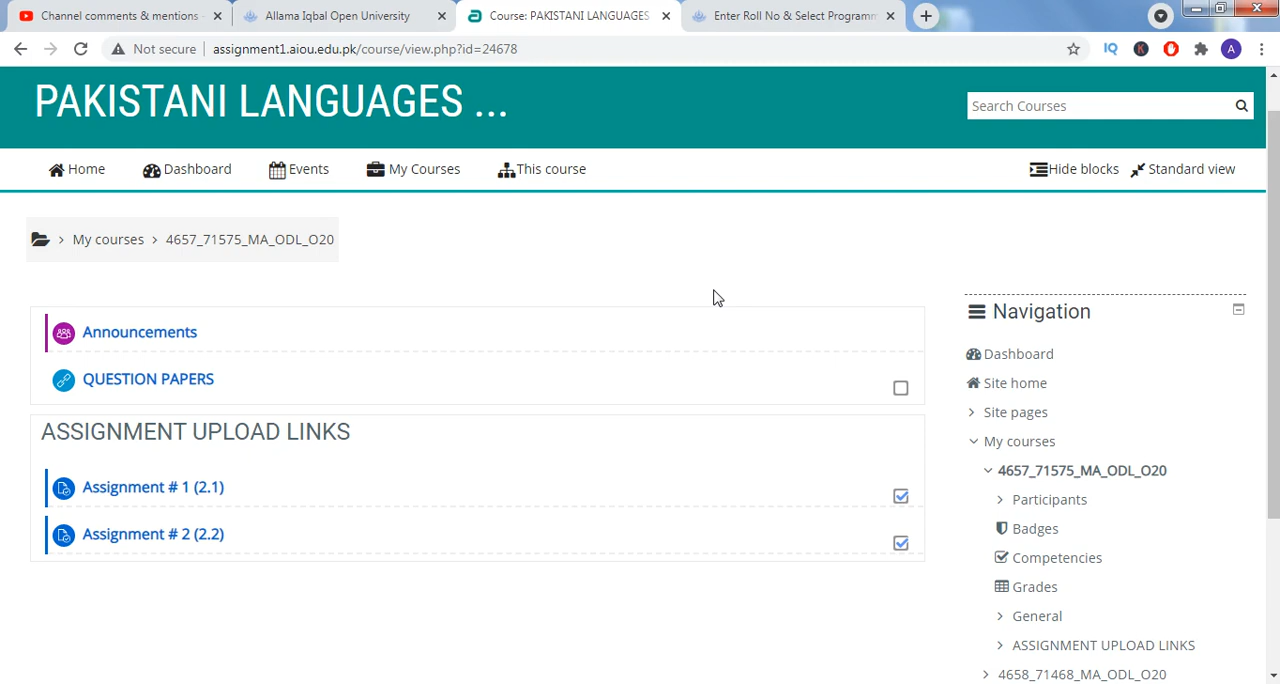 Channel comments & mentions
Allama Iqbal Open University
Course: PAKISTANI LANGUAGES
Enter Roll No & Select Programm
Not secure
assignment1.aiou.edu.pk/course/view.php?id=24678
IQ
K
A
PAKISTANI LANGUAGES ...
Search Courses
Home
Dashboard
Events
My Courses
This course
Hide blocks
Standard view
My courses
4657_71575_MA_ODL_O20
Announcements
QUESTION PAPERS
ASSIGNMENT UPLOAD LINKS
Assignment # 1 (2.1)
Assignment # 2 (2.2)
Navigation
Dashboard
Site home
Site pages
My courses
4657_71575_MA_ODL_O20
Participants
Badges
Competencies
Grades
General
ASSIGNMENT UPLOAD LINKS
4658_71468_MA_ODL_O20